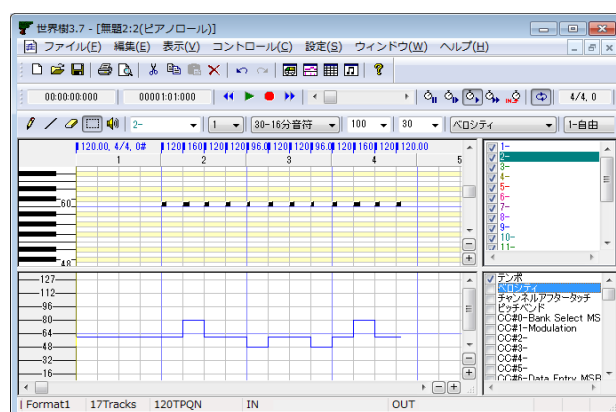 世界樹3.7 - [無題2:2(ピアノロール)]
ファイル(F) 編集(E) 表示(V) コントロール(C) 設定(S) ウィンドウ(W) ヘルプ(H)
00:00:00:000 00001:01:000 4/4, 0
2- 1 30-16分音符 100 30 ベロシティ 1-自由
120.00, 4/4, 0# 120 160 120 120 96.0 120 120 96.0 120 160 120 120.00
1 2 3 4 5
60
48
1-
2-
3-
4-
5-
6-
7-
8-
9-
10-
11-
127
112
96
80
64
48
32
16
テンポ
ベロシティ
チャンネルアフタータッチ
ピッチベンド
CC#0-Bank Select MS
CC#1-Modulation
CC#2-
CC#3-
CC#4-
CC#5-
CC#6-Data Entry MSB
Format1 17Tracks 120TPQN IN OUT